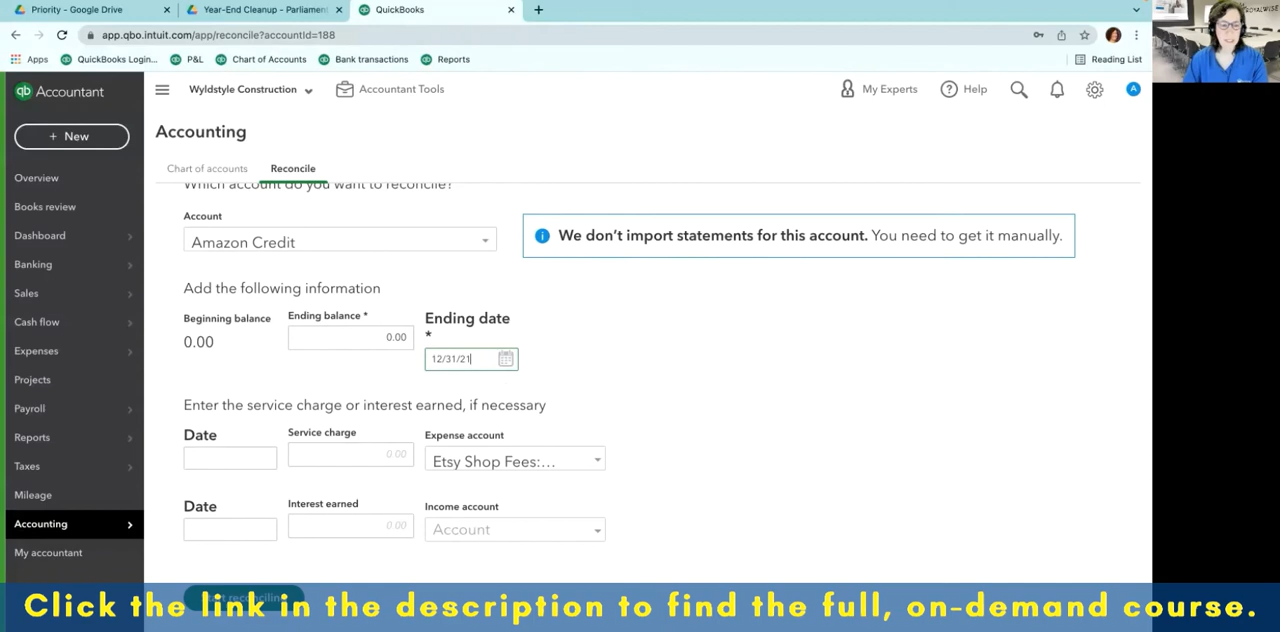 Priority - Google Drive
Year-End Cleanup – Parliamen
QuickBooks
app.qbo.intuit.com/app/reconcile?accountId=188
Apps
QuickBooks Login...
P&L
Chart of Accounts
Bank transactions
Reports
Reading List
qb Accountant
Wyldstyle Construction
Accountant Tools
My Experts
Help
A
+ New
Accounting
Chart of accounts
Reconcile
Overview
Books review
Dashboard
Banking
Sales
Cash flow
Expenses
Projects
Payroll
Reports
Taxes
Mileage
Accounting
My accountant
Which account do you want to reconcile?
Account
Amazon Credit
We don't import statements for this account. You need to get it manually.
Add the following information
Beginning balance
0.00
Ending balance *
0.00
Ending date
*
12/31/21
Enter the service charge or interest earned, if necessary
Date
Service charge
0.00
Expense account
Etsy Shop Fees:...
Date
Interest earned
0.00
Income account
Account
Start reconciling
Click the link in the description to find the full, on-demand course.